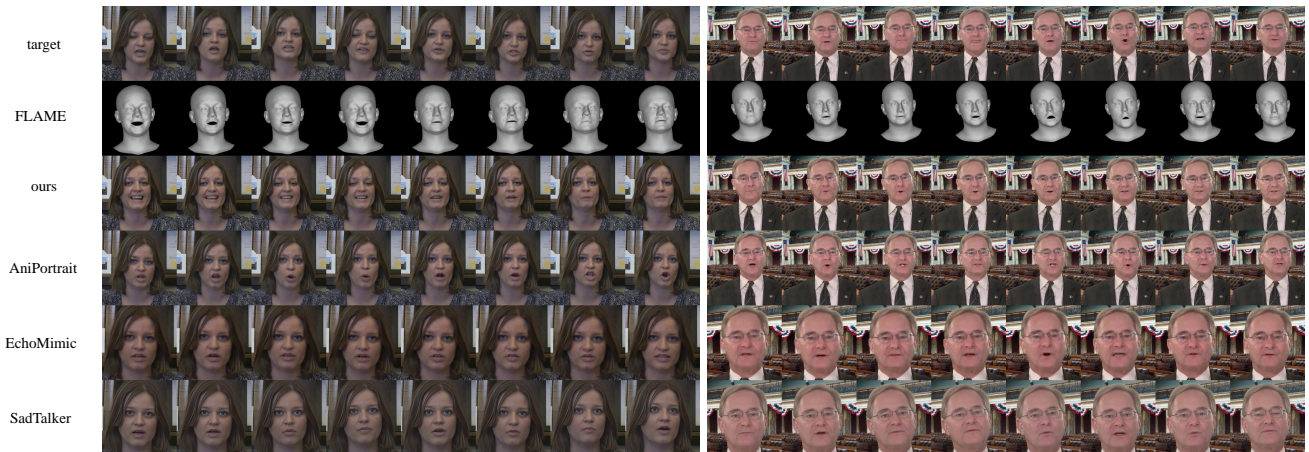 target
FLAME
ours
AniPortrait
EchoMimic
SadTalker